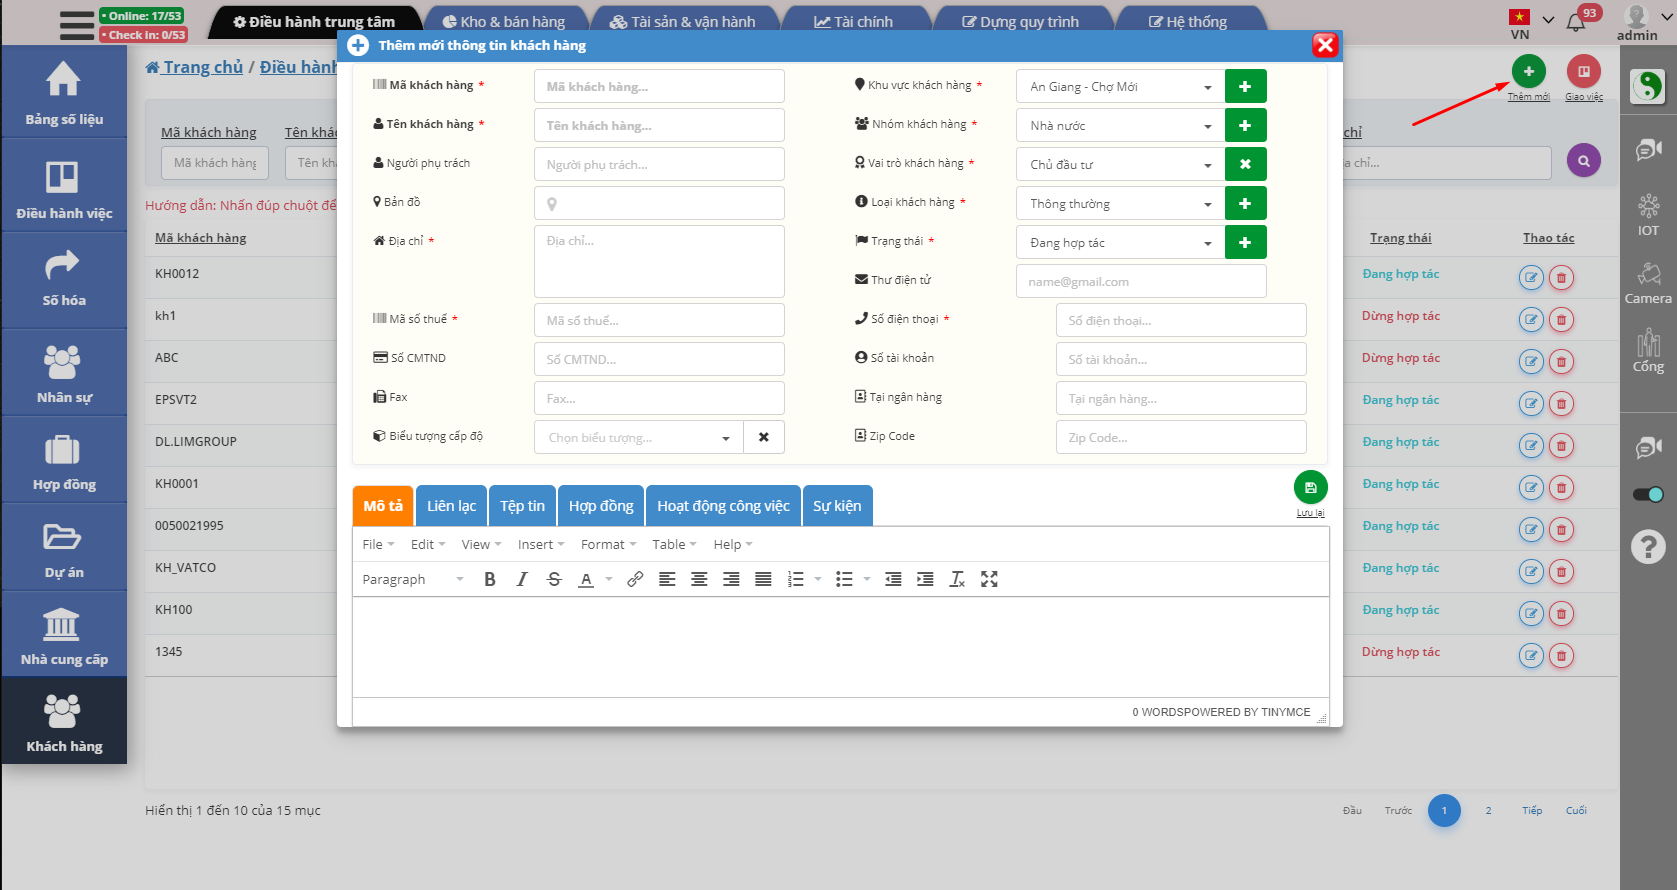 Online: 17/53
Check in: 0/53
Điều hành trung tâm
Kho & bán hàng
Tài sản & vận hành
Tài chính
Dựng quy trình
Hệ thống
VN
93
admin
Bảng số liệu
Điều hành việc
Số hóa
Nhân sự
Hợp đồng
Dự án
Nhà cung cấp
Khách hàng
Trang chủ / Điều hành
Thêm mới
Giao việc
Mã khách hàng
Tên khác
chỉ
Mã khách hàng
Tên kh
a chỉ...
Hướng dẫn: Nhấn đúp chuột để
Mã khách hàng
Trạng thái
Thao tác
KH0012
Đang hợp tác
kh1
Dừng hợp tác
ABC
Dừng hợp tác
EPSVT2
Đang hợp tác
DL.LIMGROUP
Đang hợp tác
KH0001
Đang hợp tác
0050021995
Đang hợp tác
KH_VATCO
Đang hợp tác
KH100
Đang hợp tác
1345
Dừng hợp tác
Hiển thị 1 đến 10 của 15 mục
Đầu
Trước
1
2
Tiếp
Cuối
Thêm mới thông tin khách hàng
Mã khách hàng *
Mã khách hàng...
Khu vực khách hàng *
An Giang - Chợ Mới
Tên khách hàng *
Tên khách hàng...
Nhóm khách hàng *
Nhà nước
Người phụ trách
Người phụ trách...
Vai trò khách hàng *
Chủ đầu tư
Bản đồ
Loại khách hàng *
Thông thường
Địa chỉ *
Địa chỉ...
Trạng thái *
Đang hợp tác
Thư điện tử
name@gmail.com
Mã số thuế *
Mã số thuế...
Số điện thoại *
Số điện thoại...
Số CMTND
Số CMTND...
Số tài khoản
Số tài khoản...
Fax
Fax...
Tại ngân hàng
Tại ngân hàng...
Biểu tượng cấp độ
Chọn biểu tượng...
Zip Code
Zip Code...
Mô tả
Liên lạc
Tệp tin
Hợp đồng
Hoạt động công việc
Sự kiện
Lưu lại
File
Edit
View
Insert
Format
Table
Help
Paragraph
B
I
S
A
0 WORDSPOWERED BY TINYMCE
IOT
Camera
Cổng